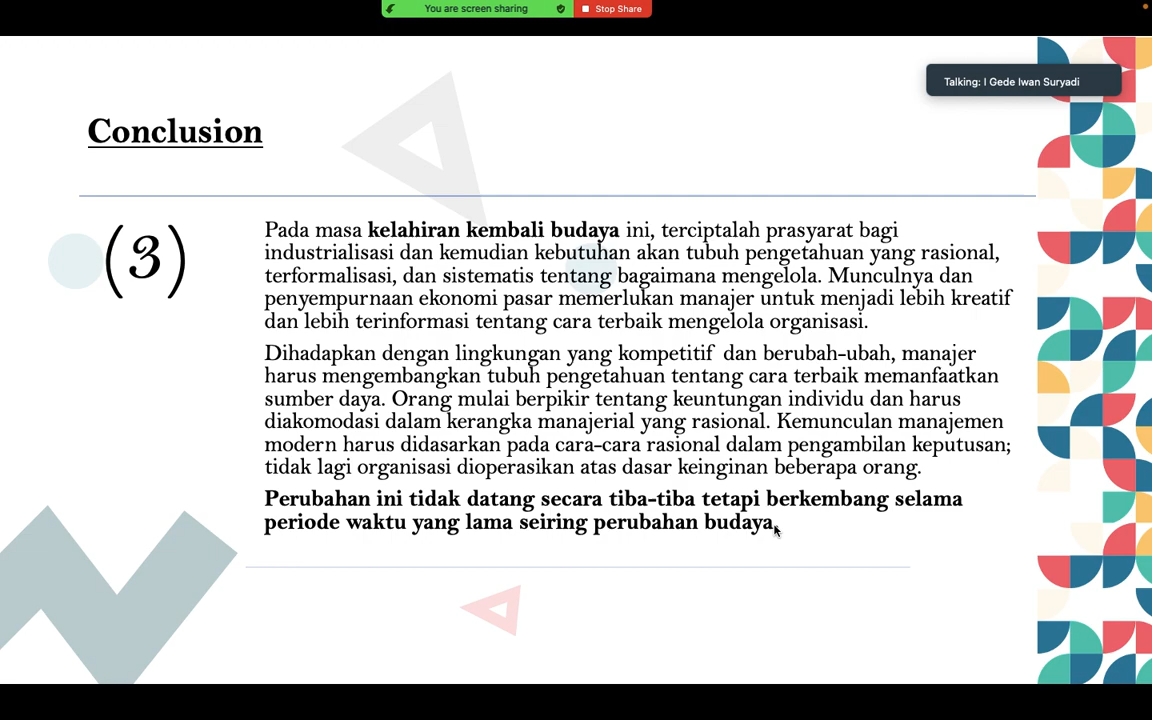 You are screen sharing
Stop Share
Talking: I Gede Iwan Suryadi
Conclusion
(3)
Pada masa kelahiran kembali budaya ini, terciptalah prasyarat bagi
industrialisasi dan kemudian kebutuhan akan tubuh pengetahuan yang rasional,
terformalisasi, dan sistematis tentang bagaimana mengelola. Munculnya dan
penyempurnaan ekonomi pasar memerlukan manajer untuk menjadi lebih kreatif
dan lebih terinformasi tentang cara terbaik mengelola organisasi.
Dihadapkan dengan lingkungan yang kompetitif dan berubah-ubah, manajer
harus mengembangkan tubuh pengetahuan tentang cara terbaik memanfaatkan
sumber daya. Orang mulai berpikir tentang keuntungan individu dan harus
diakomodasi dalam kerangka manajerial yang rasional. Kemunculan manajemen
modern harus didasarkan pada cara-cara rasional dalam pengambilan keputusan;
tidak lagi organisasi dioperasikan atas dasar keinginan beberapa orang.
Perubahan ini tidak datang secara tiba-tiba tetapi berkembang selama
periode waktu yang lama seiring perubahan budaya.